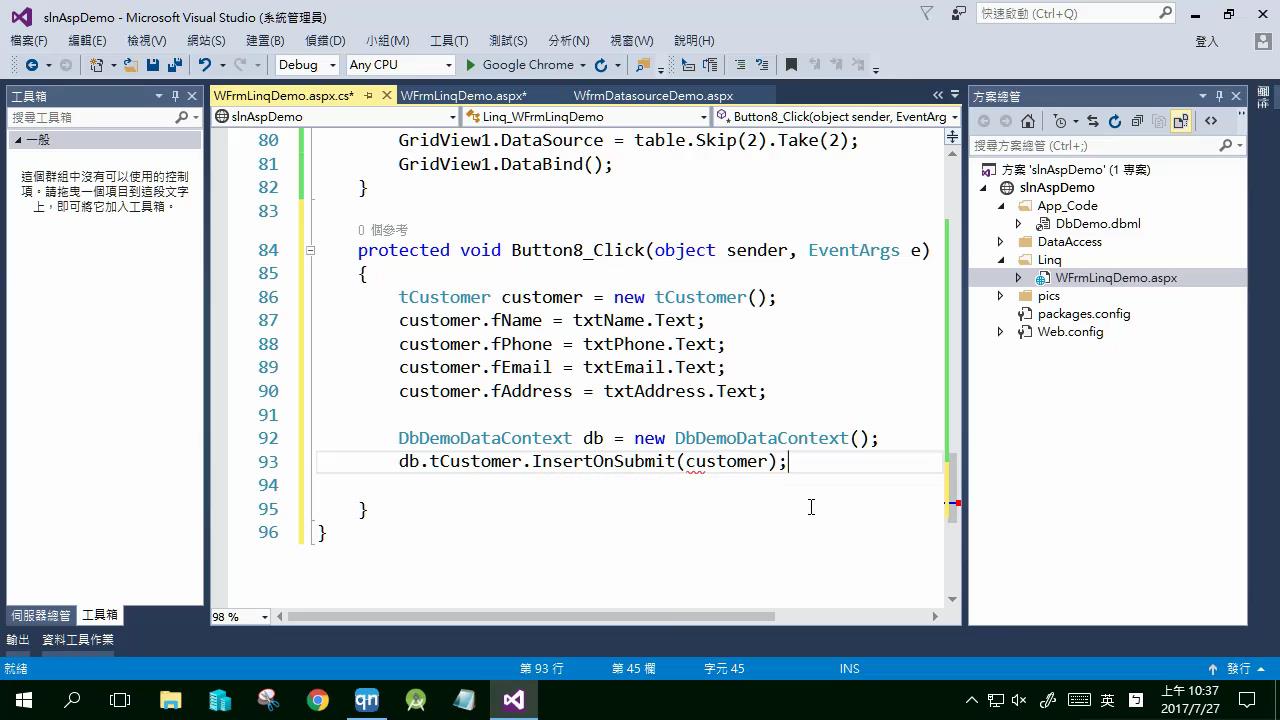 slnAspDemo - Microsoft Visual Studio (系統管理員)
快速啟動 (Ctrl+Q)
檔案(F) 編輯(E) 檢視(V) 網站(S) 建置(B) 偵錯(D) 小組(M) 工具(T) 測試(S) 分析(N) 視窗(W) 說明(H) 登入
Debug Any CPU Google Chrome
工具箱
搜尋工具箱
一般
這個群組中沒有可以使用的控制
項。請拖曳一個項目到這段文字
上，即可將它加入工具箱。
伺服器總管 工具箱
WFrmLinqDemo.aspx.cs* WFrmLinqDemo.aspx* WfrmDatasourceDemo.aspx
slnAspDemo Linq_WFrmLinqDemo Button8_Click(object sender, EventArg
80 GridView1.DataSource = table.Skip(2).Take(2);
81 GridView1.DataBind();
82 }
83
0 個參考
84 protected void Button8_Click(object sender, EventArgs e)
85 {
86 tCustomer customer = new tCustomer();
87 customer.fName = txtName.Text;
88 customer.fPhone = txtPhone.Text;
89 customer.fEmail = txtEmail.Text;
90 customer.fAddress = txtAddress.Text;
91
92 DbDemoDataContext db = new DbDemoDataContext();
93 db.tCustomer.InsertOnSubmit(customer);
94
95 }
96 }
98 %
方案總管
搜尋方案總管 (Ctrl+;)
方案 'slnAspDemo' (1 專案)
slnAspDemo
App_Code
DbDemo.dbml
DataAccess
Linq
WFrmLinqDemo.aspx
pics
packages.config
Web.config
輸出 資料工具作業
就緒 第 93 行 第 45 欄 字元 45 INS 發行
qn 英 上午 10:37
2017/7/27